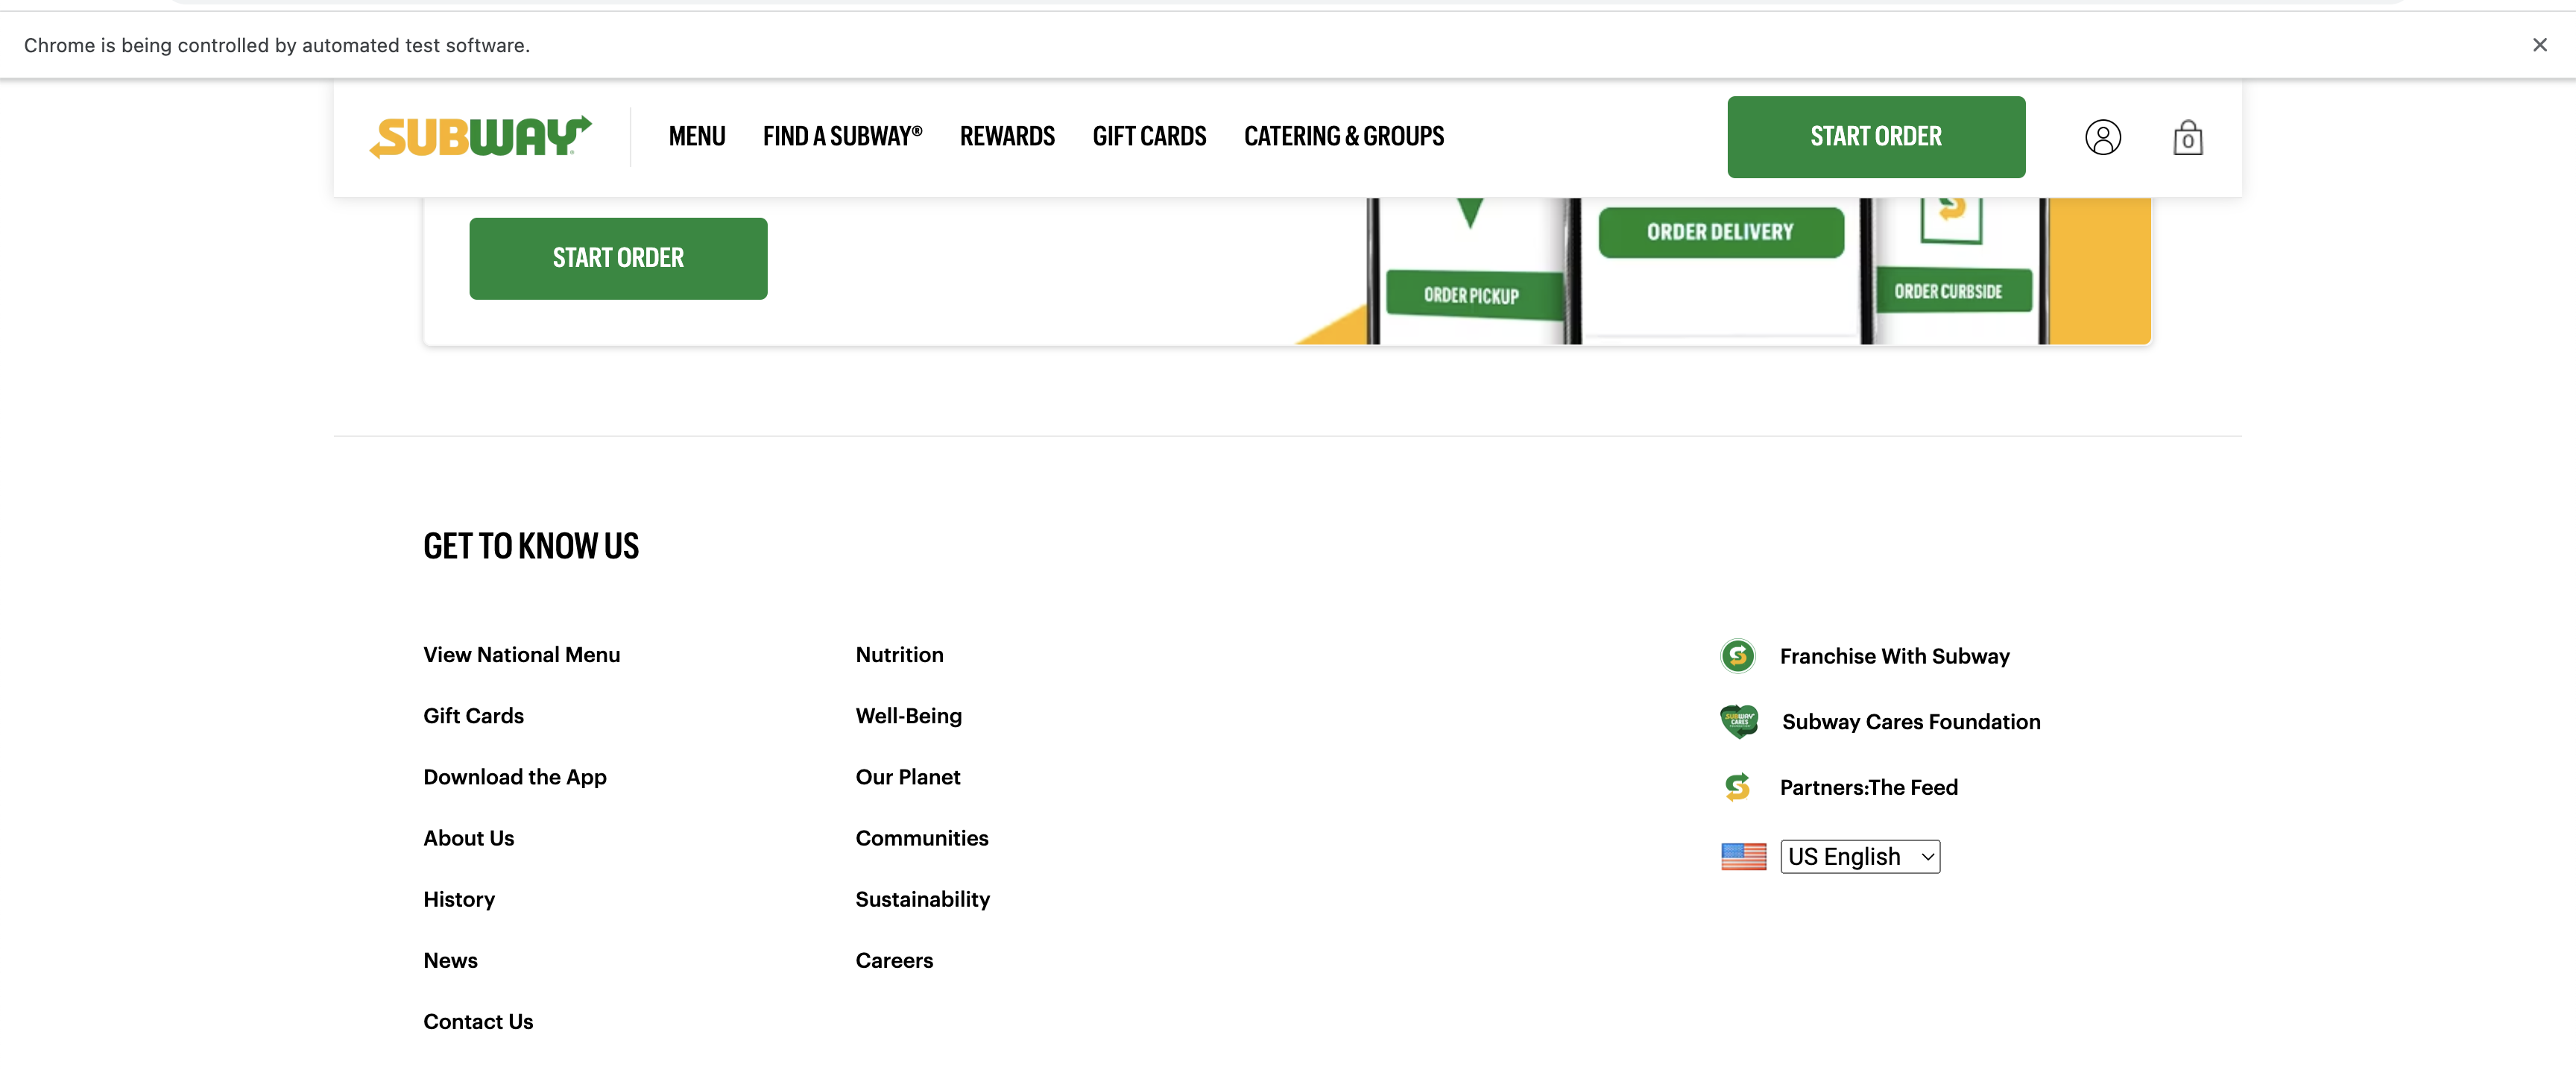 Chrome is being controlled by automated test software.
SUBWAY
MENU
FIND A SUBWAY®
REWARDS
GIFT CARDS
CATERING & GROUPS
START ORDER
0
START ORDER
ORDER PICKUP
ORDER DELIVERY
ORDER CURBSIDE
GET TO KNOW US
View National Menu
Gift Cards
Download the App
About Us
History
News
Contact Us
Nutrition
Well-Being
Our Planet
Communities
Sustainability
Careers
Franchise With Subway
SUBWAY
CARES
Subway Cares Foundation
Partners:The Feed
US English